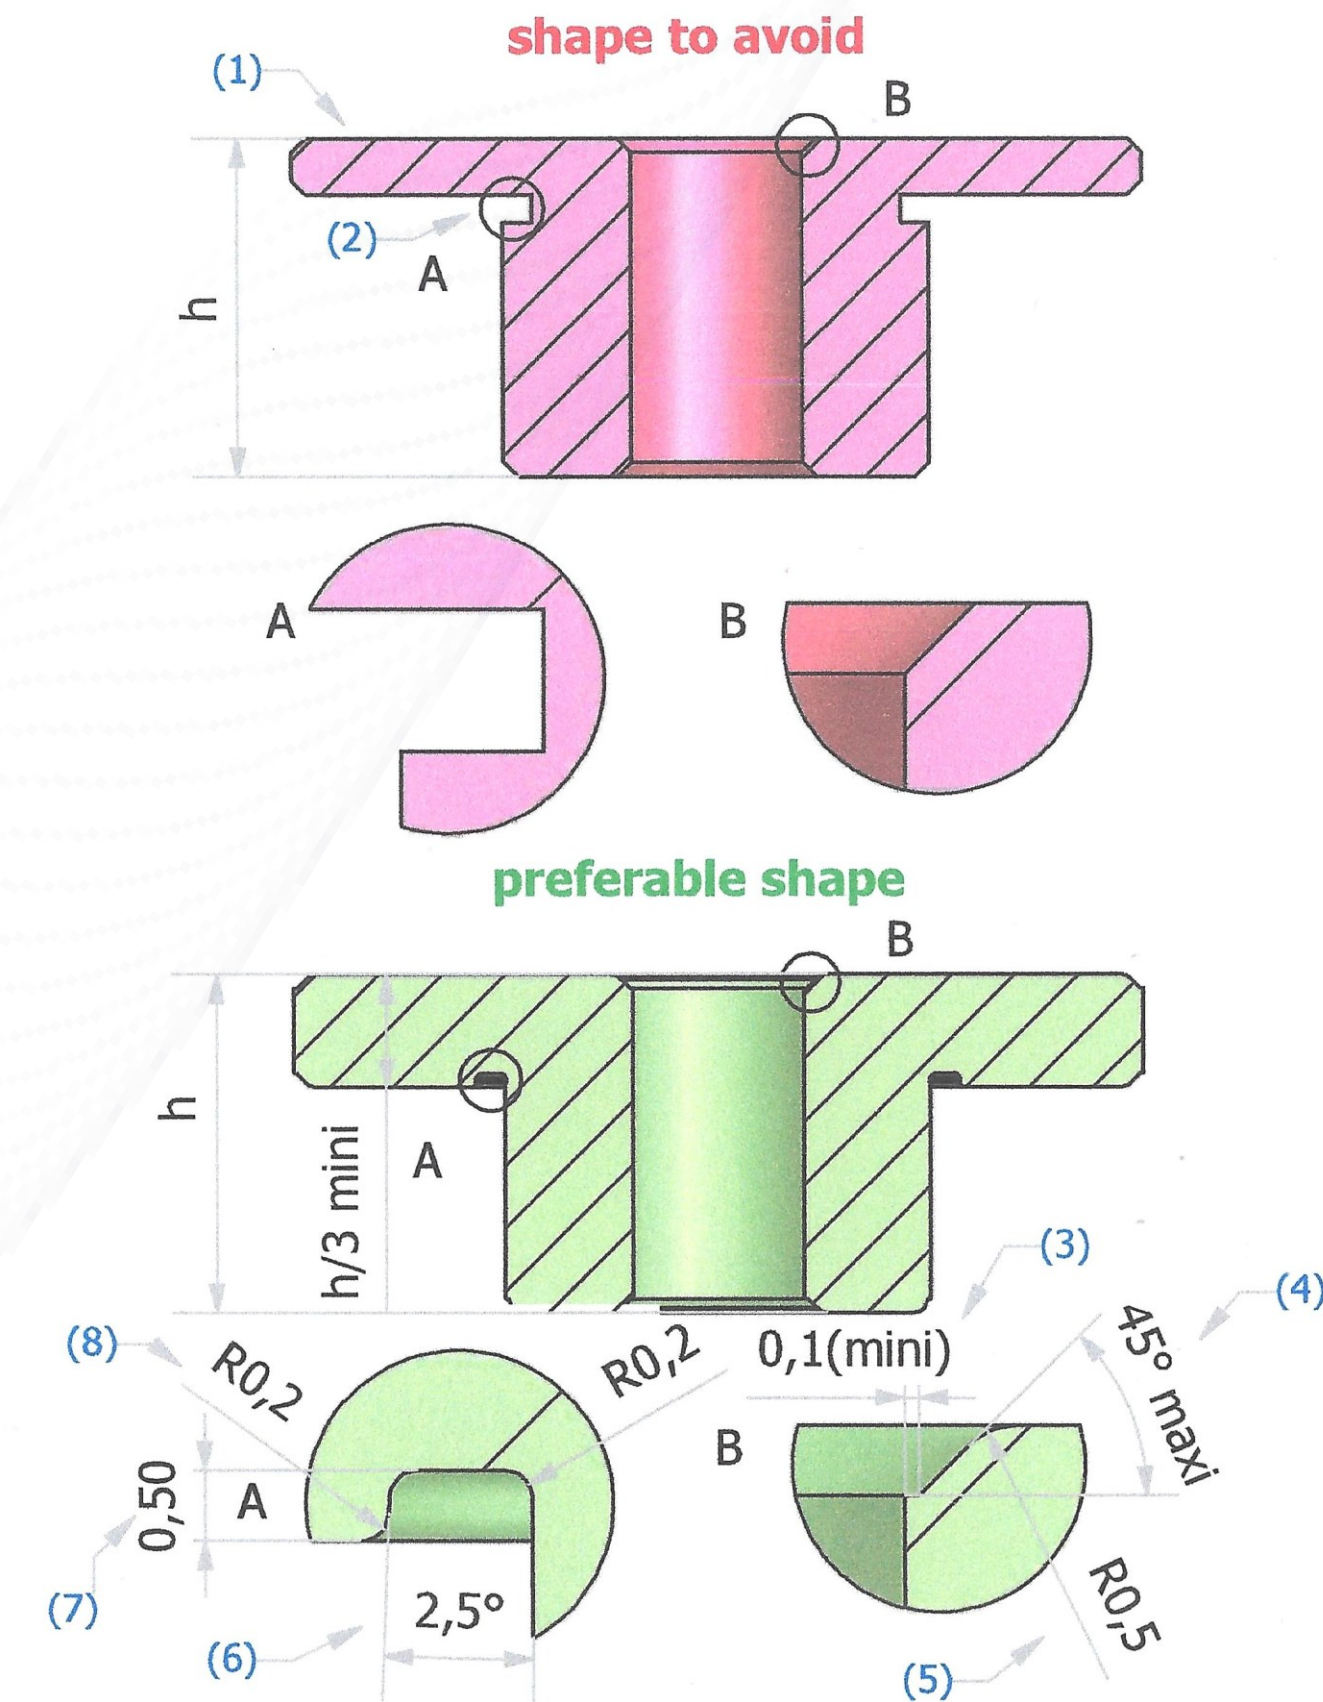 shape to avoid
(1)
B
(2)
A
h
A
B
preferable shape
B
h
h/3 mini
A
(3)
(4)
(8)
R0,2
R0,2
0,1(mini)
45° maxi
B
0,50
A
R0,5
(7)
2,5°
(6)
(5)